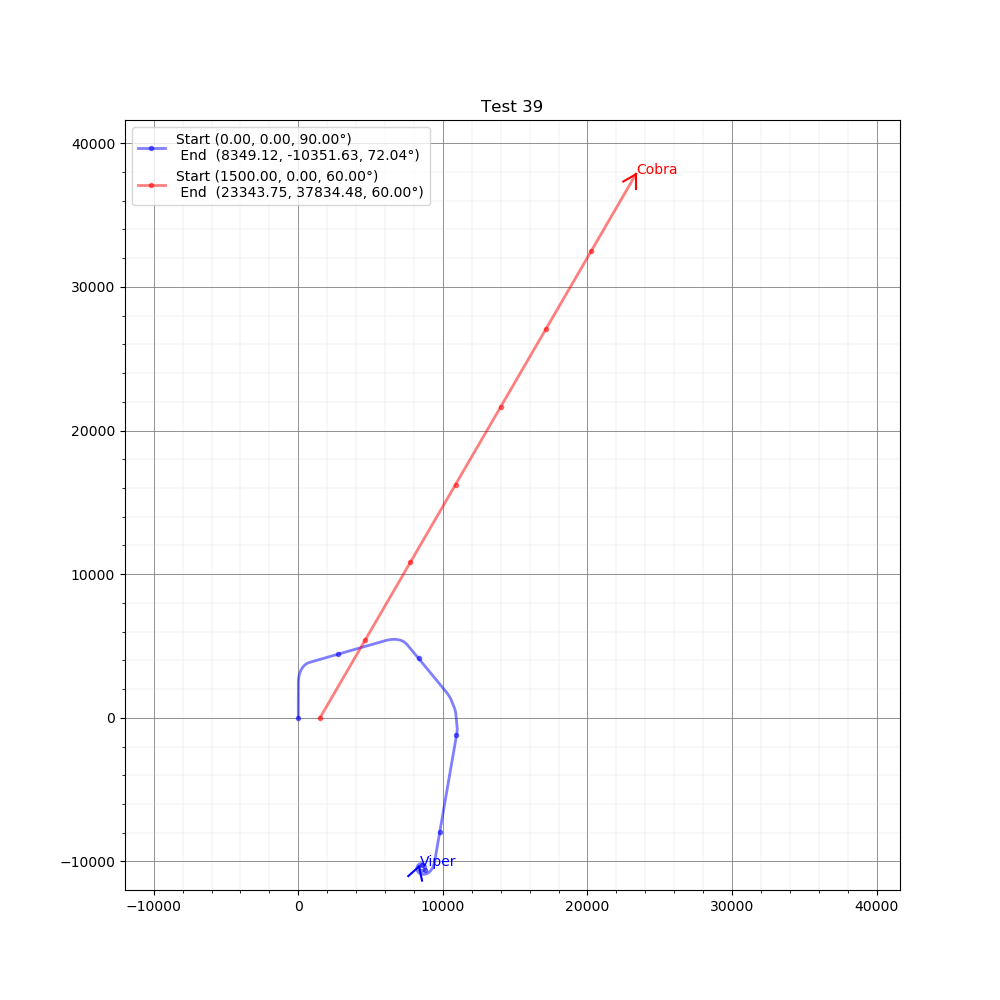 Test 39
Start (0.00, 0.00, 90.00°)
End (8349.12, -10351.63, 72.04°)
Start (1500.00, 0.00, 60.00°)
End (23343.75, 37834.48, 60.00°)
Cobra
Viper
40000
30000
20000
10000
0
−10000
−10000
0
10000
20000
30000
40000